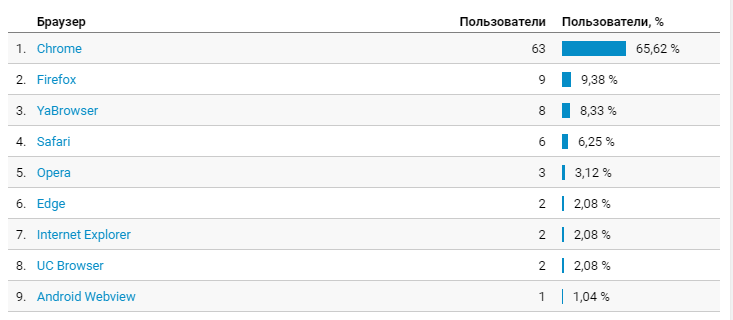 Браузер Пользователи Пользователи, %
1. Chrome 63 65,62 %
2. Firefox 9 9,38 %
3. YaBrowser 8 8,33 %
4. Safari 6 6,25 %
5. Opera 3 3,12 %
6. Edge 2 2,08 %
7. Internet Explorer 2 2,08 %
8. UC Browser 2 2,08 %
9. Android Webview 1 1,04 %